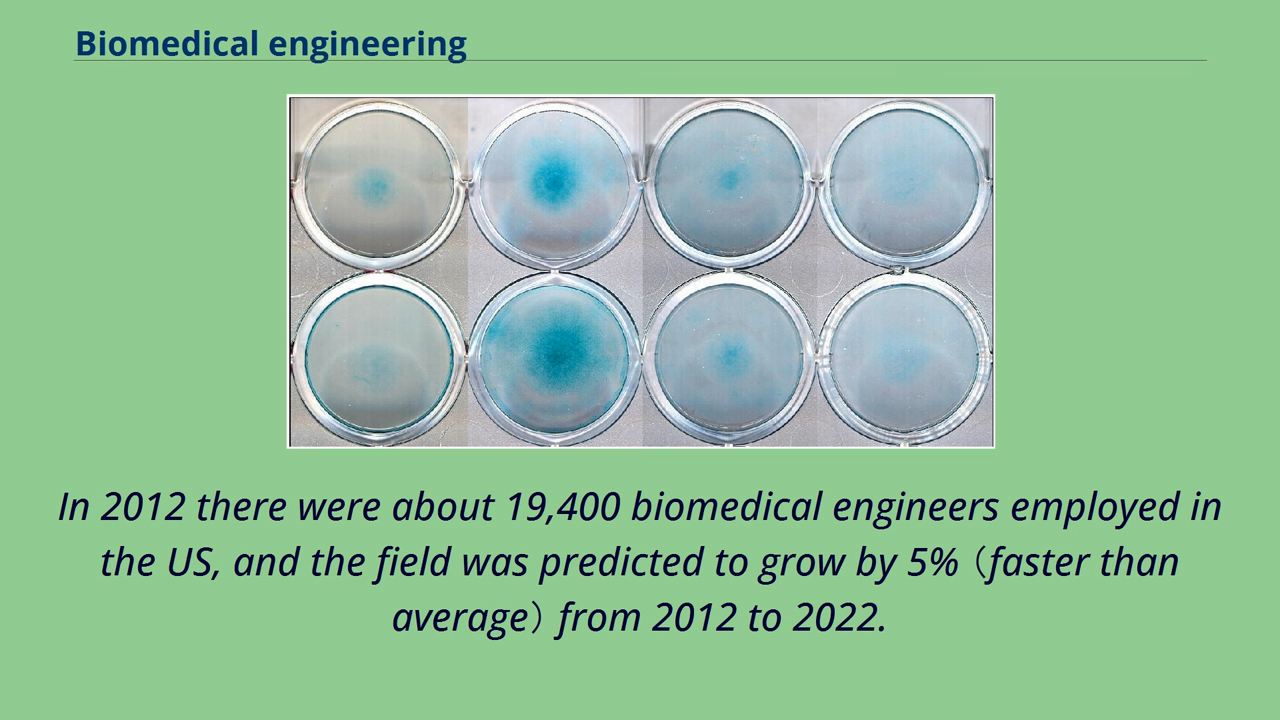 Biomedical engineering
In 2012 there were about 19,400 biomedical engineers employed in
the US, and the field was predicted to grow by 5%（faster than
average）from 2012 to 2022.